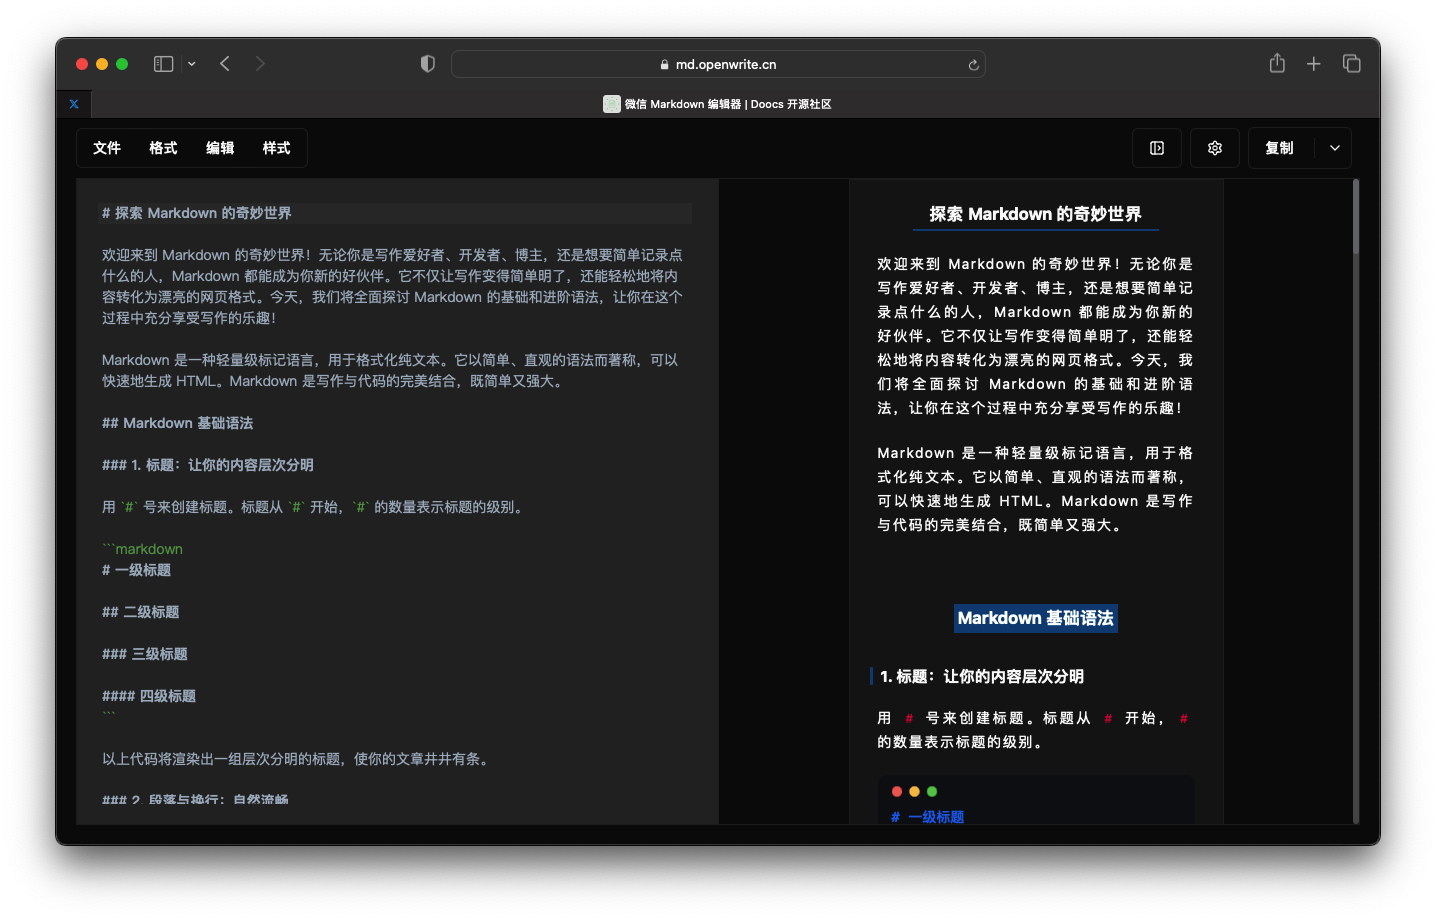 md.openwrite.cn
微信 Markdown 编辑器 | Doocs 开源社区
文件 格式 编辑 样式
复制
# 探索 Markdown 的奇妙世界
欢迎来到 Markdown 的奇妙世界！无论你是写作爱好者、开发者、博主，还是想要简单记录点
什么的人，Markdown 都能成为你新的好伙伴。它不仅让写作变得简单明了，还能轻松地将内
容转化为漂亮的网页格式。今天，我们将全面探讨 Markdown 的基础和进阶语法，让你在这个
过程中充分享受写作的乐趣！
Markdown 是一种轻量级标记语言，用于格式化纯文本。它以简单、直观的语法而著称，可以
快速地生成 HTML。Markdown 是写作与代码的完美结合，既简单又强大。
## Markdown 基础语法
### 1. 标题：让你的内容层次分明
用 `#` 号来创建标题。标题从 `#` 开始，`#` 的数量表示标题的级别。
```markdown
# 一级标题
## 二级标题
### 三级标题
#### 四级标题
```
以上代码将渲染出一组层次分明的标题，使你的文章井井有条。
### 2. 段落与换行：自然流畅
探索 Markdown 的奇妙世界
欢迎来到 Markdown 的奇妙世界！无论你是
写作爱好者、开发者、博主，还是想要简单记
录点什么的人，Markdown 都能成为你新的
好伙伴。它不仅让写作变得简单明了，还能轻
松地将内容转化为漂亮的网页格式。今天，我
们将全面探讨 Markdown 的基础和进阶语
法，让你在这个过程中充分享受写作的乐趣！
Markdown 是一种轻量级标记语言，用于格
式化纯文本。它以简单、直观的语法而著称，
可以快速地生成 HTML。Markdown 是写作
与代码的完美结合，既简单又强大。
Markdown 基础语法
1. 标题：让你的内容层次分明
用 # 号来创建标题。标题从 # 开始， #
的数量表示标题的级别。
# 一级标题